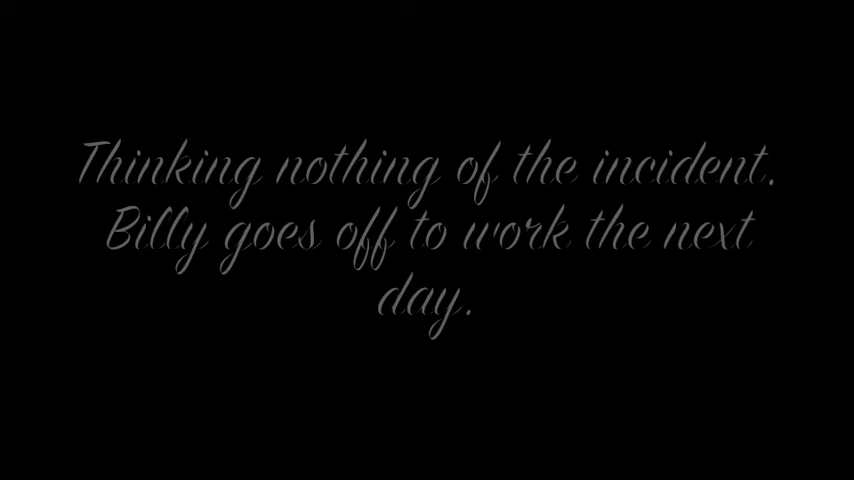 Thinking nothing of the incident.
Billy goes off to work the next
day.